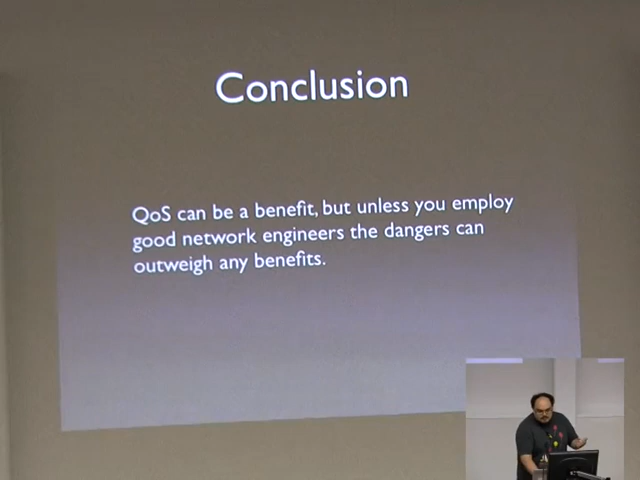 Conclusion
QoS can be a benefit, but unless you employ
good network engineers the dangers can
outweigh any benefits.